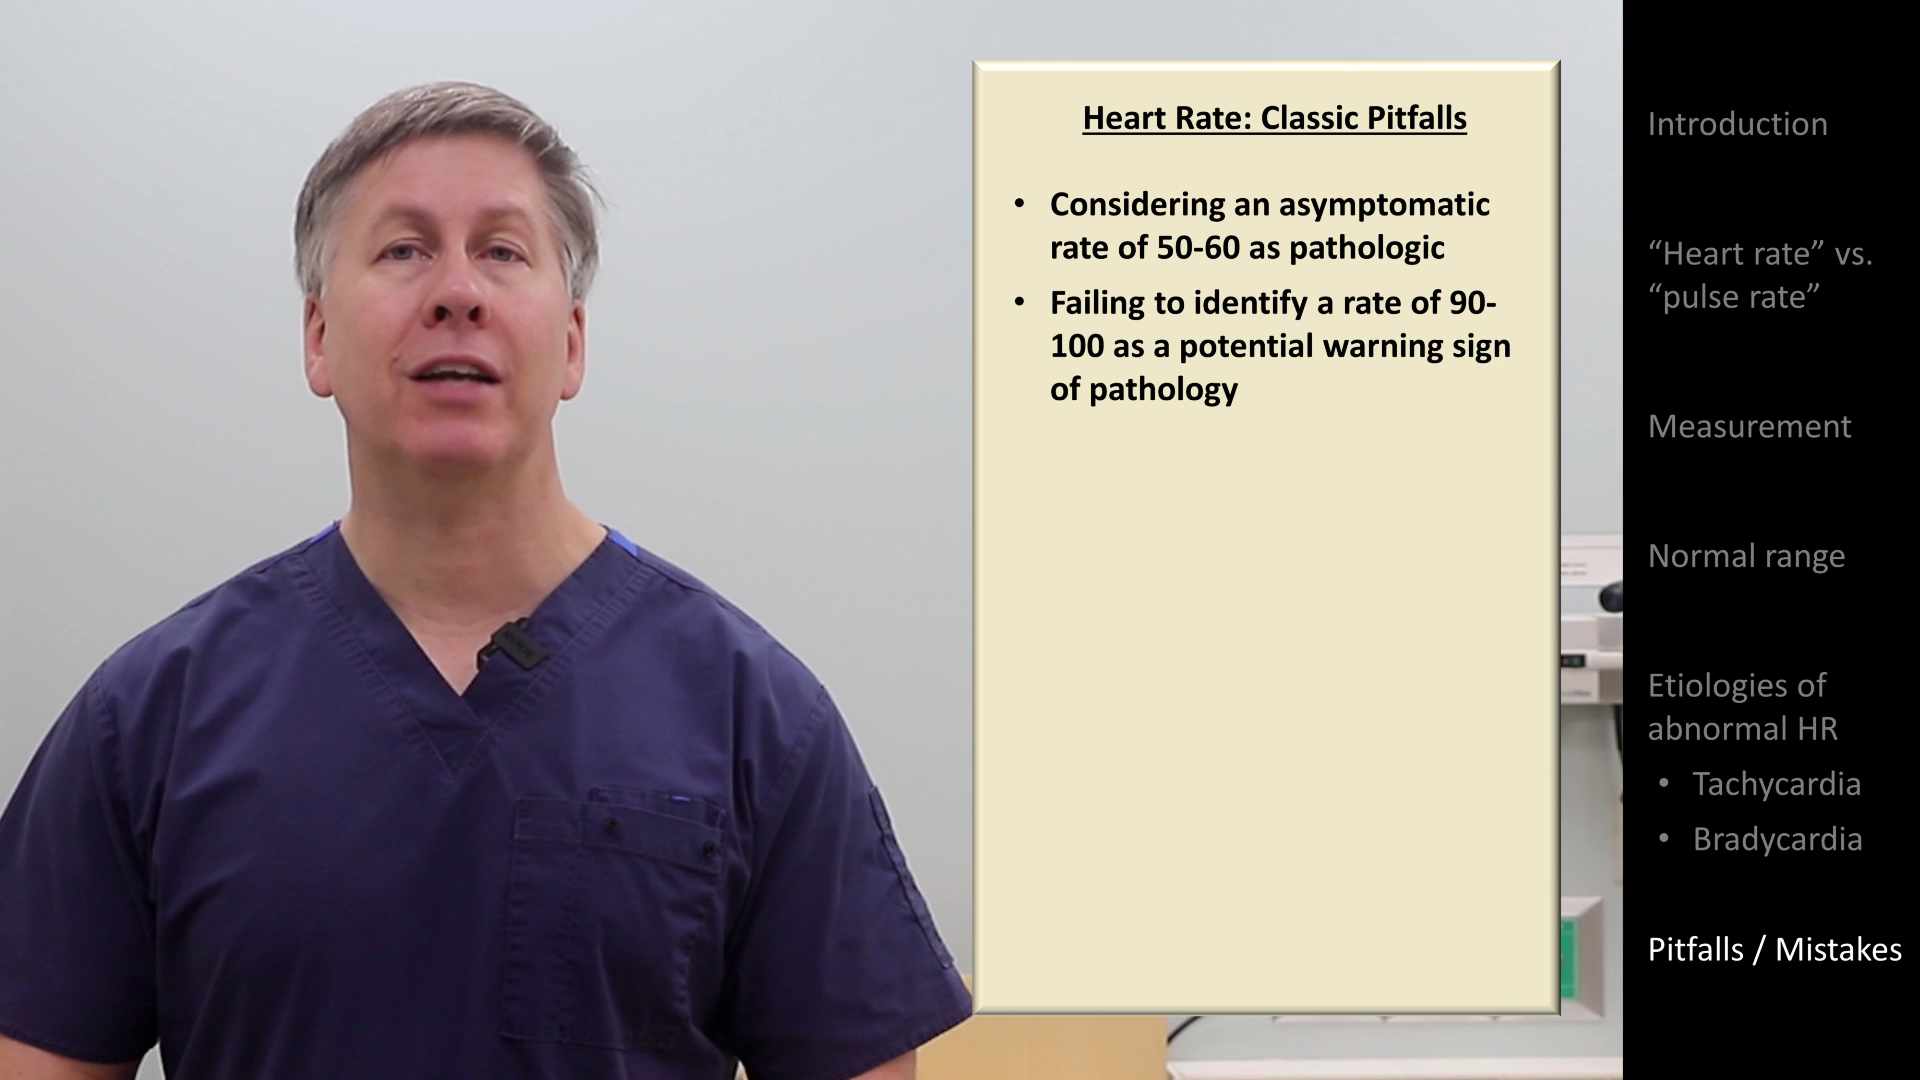 Heart Rate: Classic Pitfalls
• Considering an asymptomatic
rate of 50-60 as pathologic
• Failing to identify a rate of 90-
100 as a potential warning sign
of pathology
Introduction
“Heart rate” vs.
“pulse rate”
Measurement
Normal range
Etiologies of
abnormal HR
• Tachycardia
• Bradycardia
Pitfalls / Mistakes